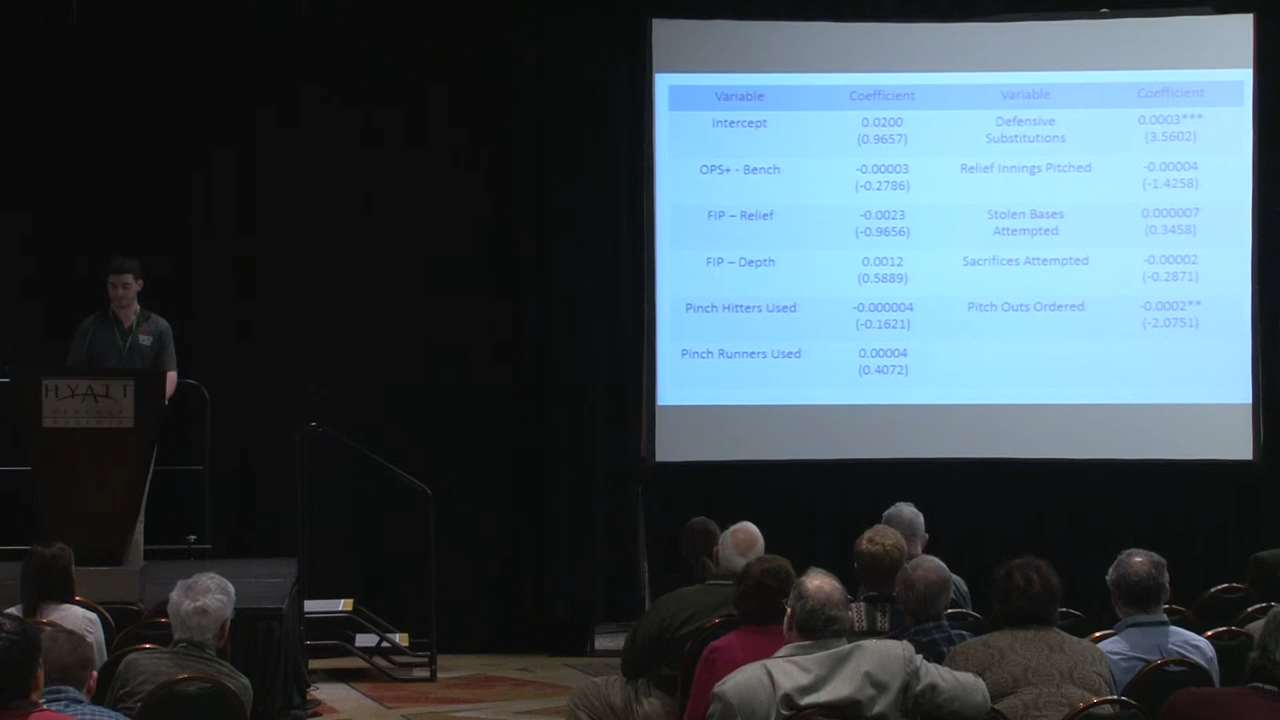 Variable Coefficient Variable Coefficient
Intercept 0.0200 Defensive 0.0003***
(0.9657) Substitutions (3.5602)
OPS+ - Bench -0.00003 Relief Innings Pitched -0.00004
(-0.2786) (-1.4258)
FIP – Relief -0.0023 Stolen Bases 0.000007
(-0.9656) Attempted (0.3458)
FIP – Depth 0.0012 Sacrifices Attempted -0.00002
(0.5889) (-0.2871)
Pinch Hitters Used -0.000004 Pitch Outs Ordered -0.0002**
(-0.1621) (-2.0751)
Pinch Runners Used 0.00004
(0.4072)
HYATT